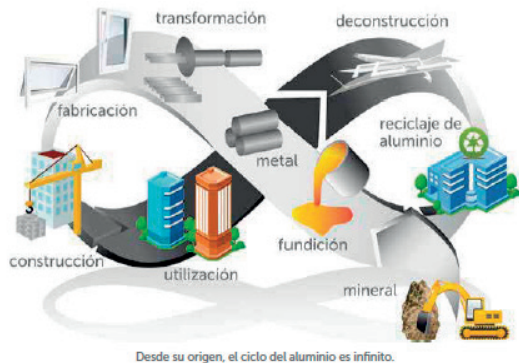 transformación
deconstrucción
fabricación
reciclaje de
aluminio
metal
fundición
construcción
utilización
mineral
Desde su origen, el ciclo del aluminio es infinito.